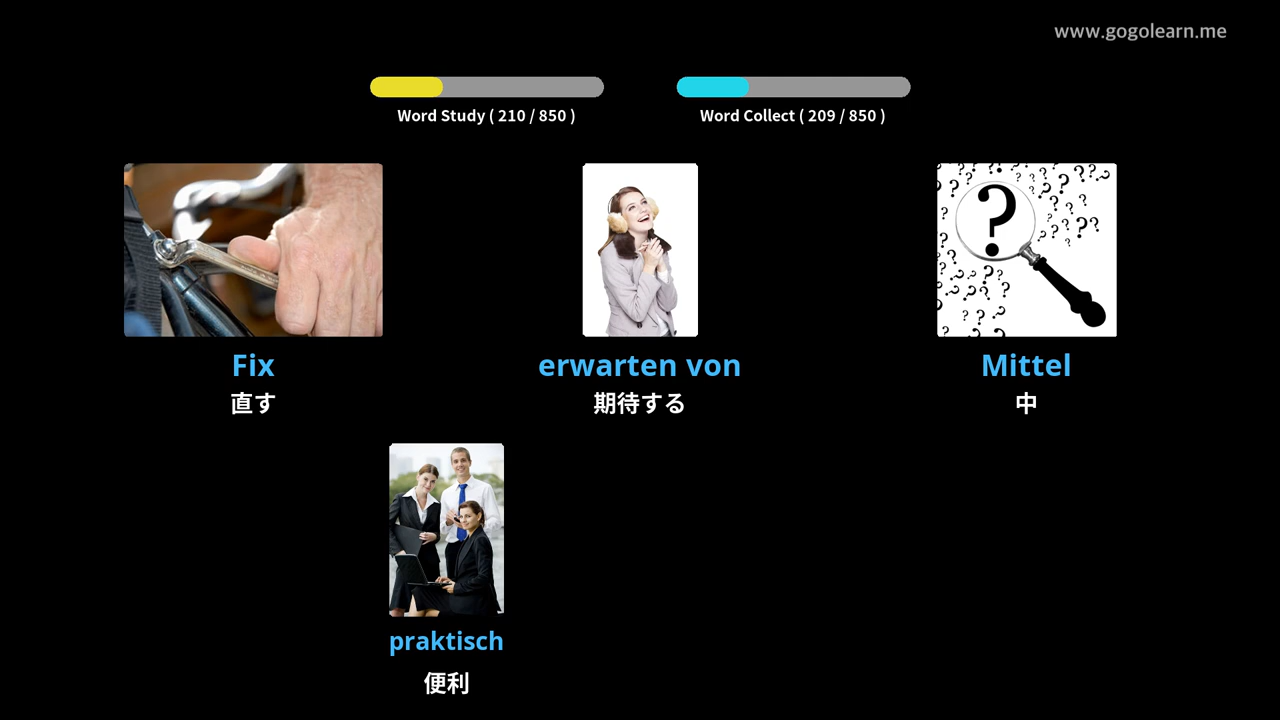 www.gogolearn.me
Word Study ( 210 / 850 )
Word Collect ( 209 / 850 )
Fix
直す
erwarten von
期待する
Mittel
中
praktisch
便利